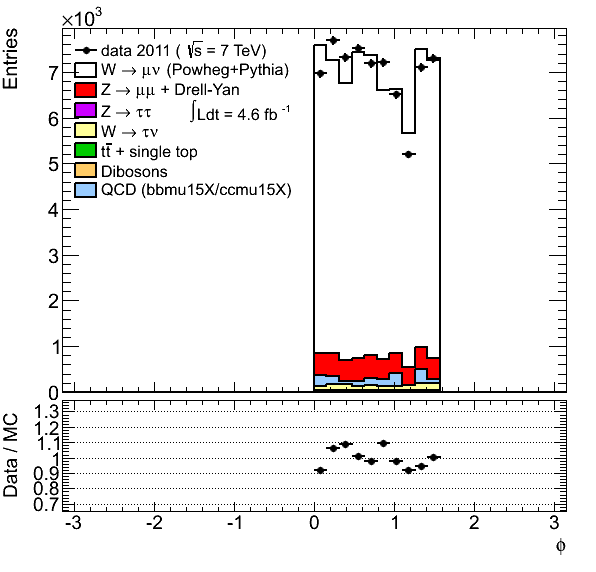 ×10³
Entries
data 2011 ( √s = 7 TeV)
W → μν (Powheg+Pythia)
Z → μμ + Drell-Yan
Z → ττ
∫Ldt = 4.6 fb⁻¹
W → τν
tt̄ + single top
Dibosons
QCD (bbmu15X/ccmu15X)
7
6
5
4
3
2
1
0
Data / MC
1.3
1.2
1.1
1
0.9
0.8
0.7
-3 -2 -1 0 1 2 3
ϕ